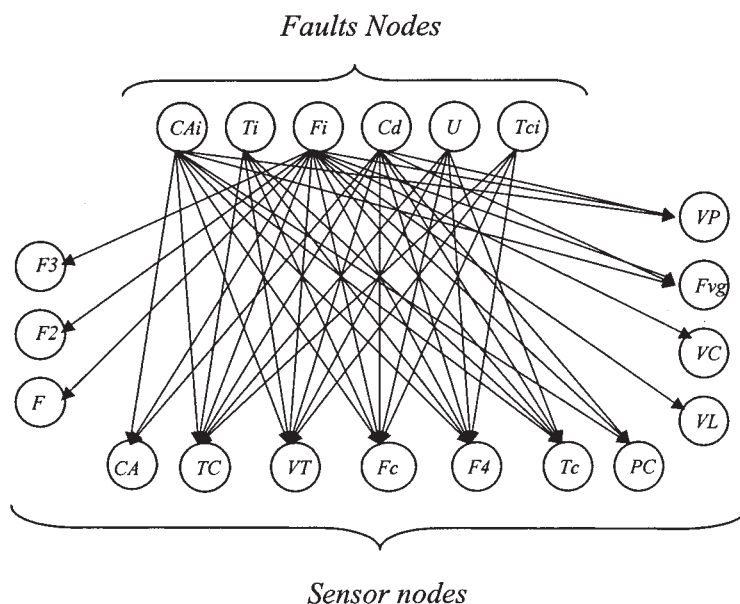 Faults Nodes
CAi Ti Fi Cd U Tci
VP
F3 Fvg
F2 VC
F VL
CA TC VT Fc F4 Tc PC
Sensor nodes